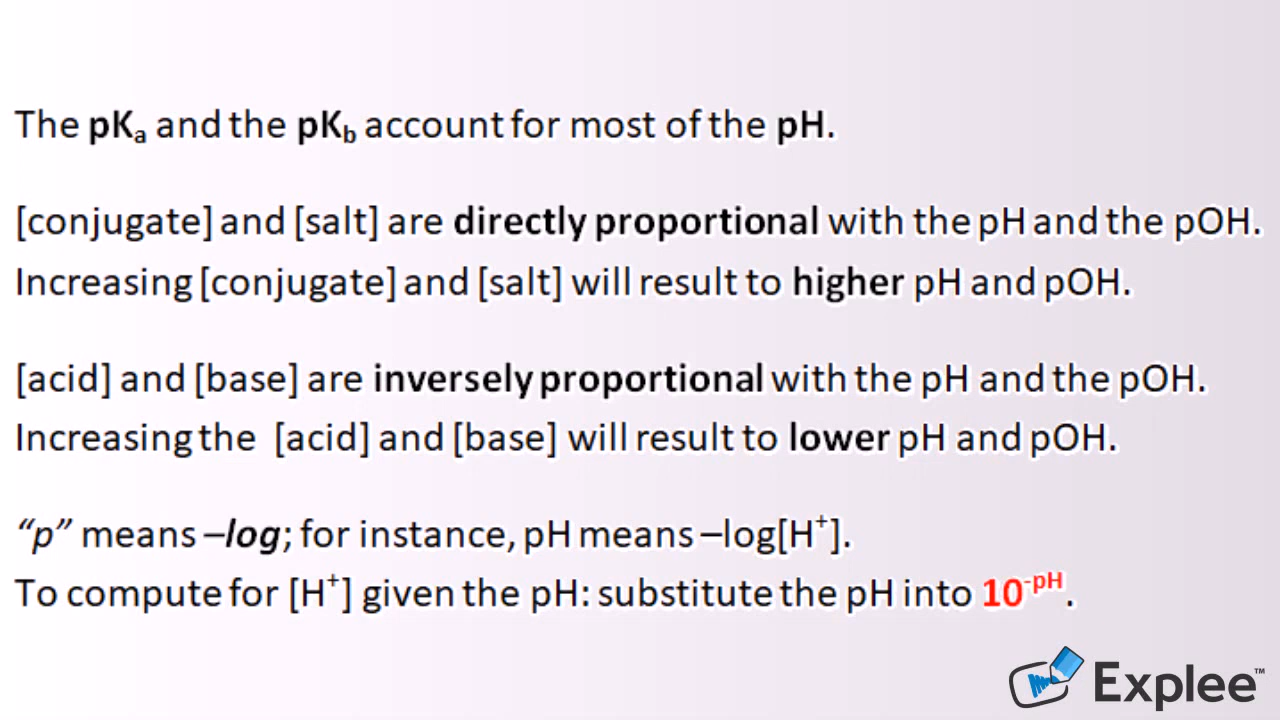 The pKa and the pKb account for most of the pH.
[conjugate] and [salt] are directly proportional with the pH and the pOH.
Increasing [conjugate] and [salt] will result to higher pH and pOH.
[acid] and [base] are inversely proportional with the pH and the pOH.
Increasing the [acid] and [base] will result to lower pH and pOH.
“p” means –log; for instance, pH means –log[H⁺].
To compute for [H⁺] given the pH: substitute the pH into 10⁻ᵖᴴ.
Explee™